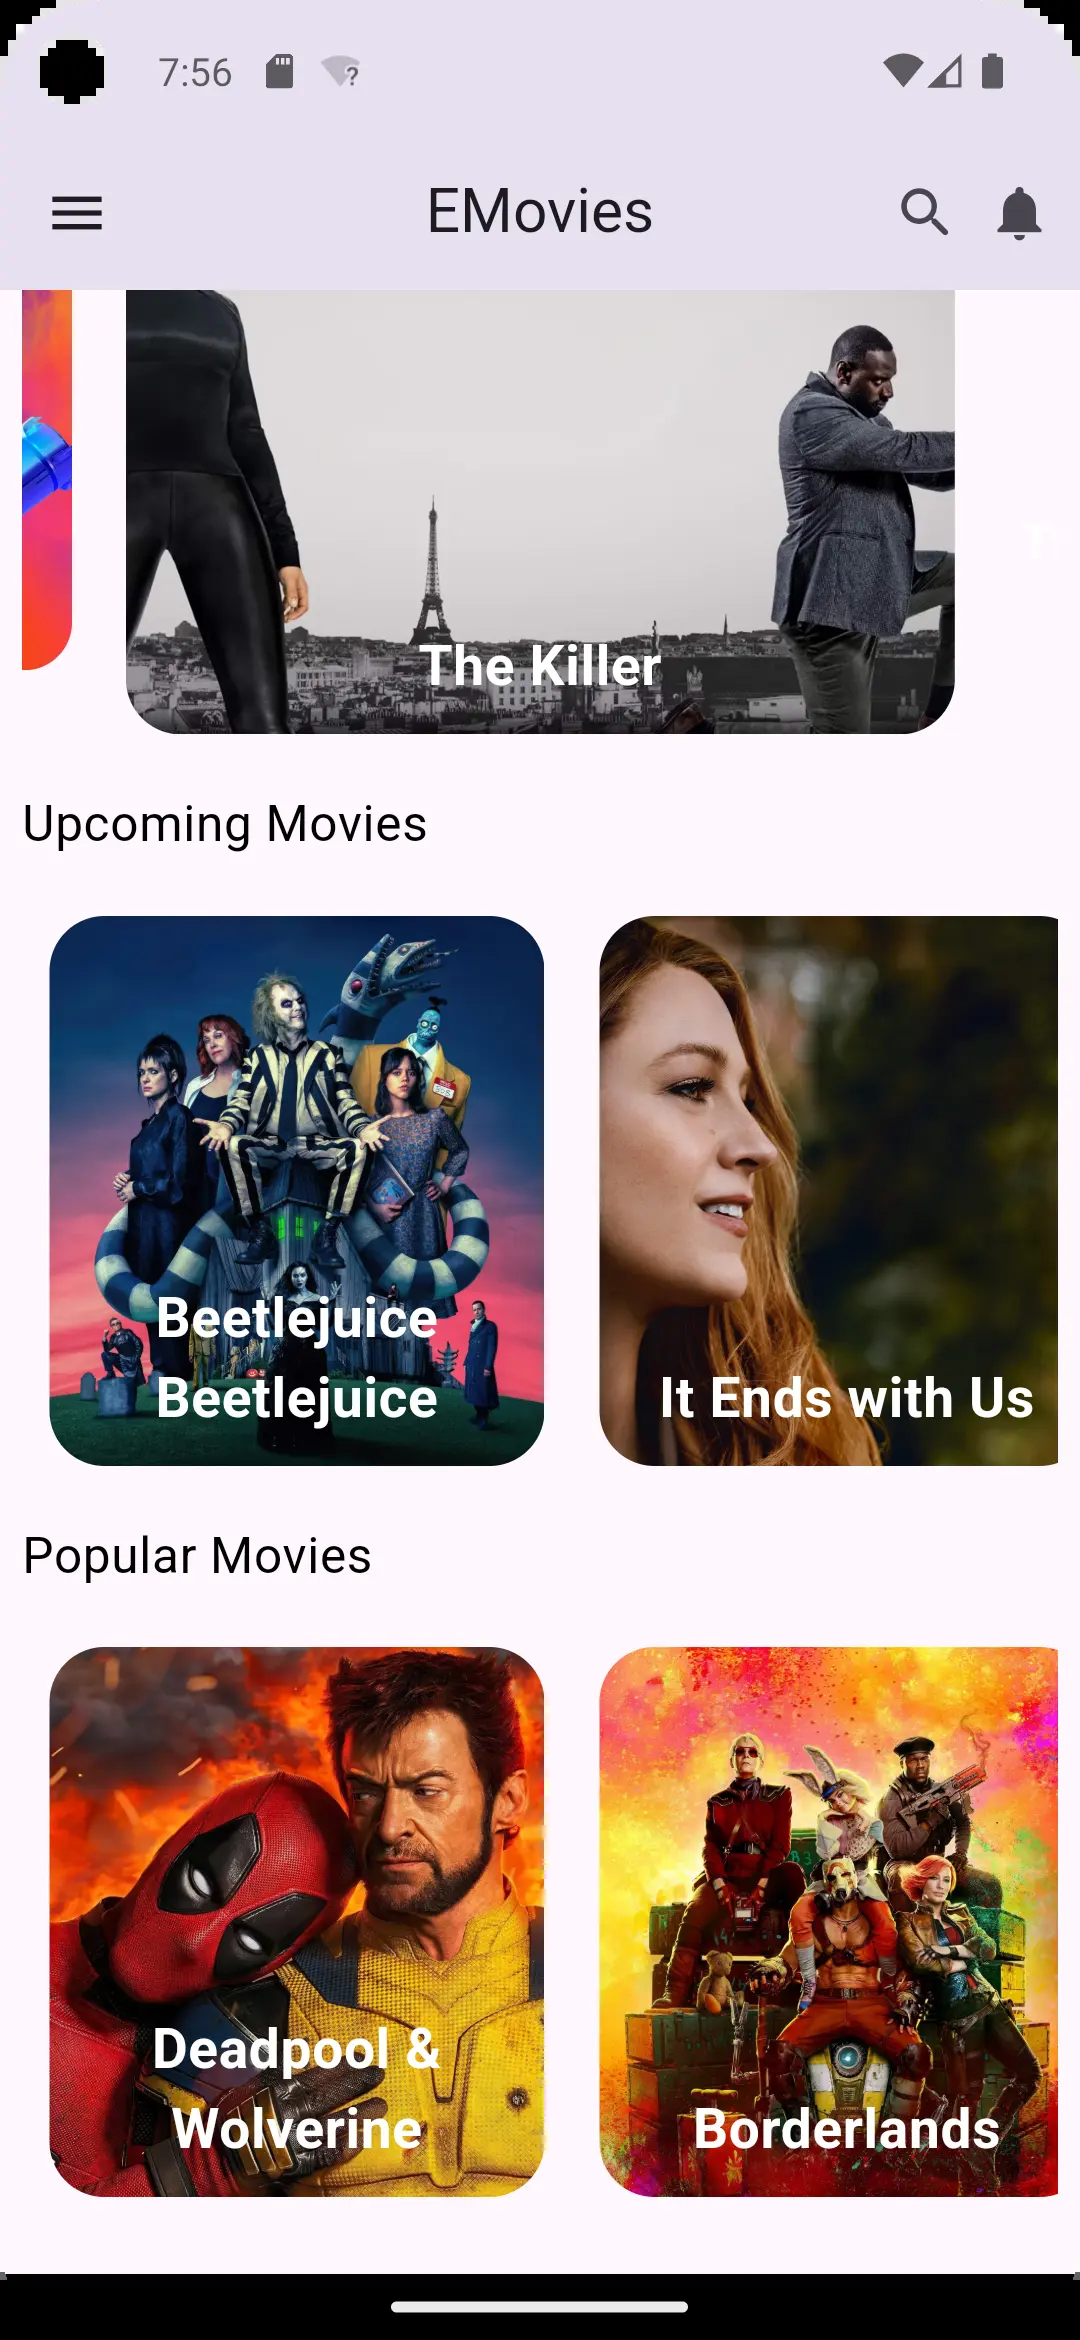 7:56
EMovies
The Killer
Upcoming Movies
Beetlejuice
Beetlejuice
It Ends with Us
Popular Movies
Deadpool &
Wolverine
Borderlands